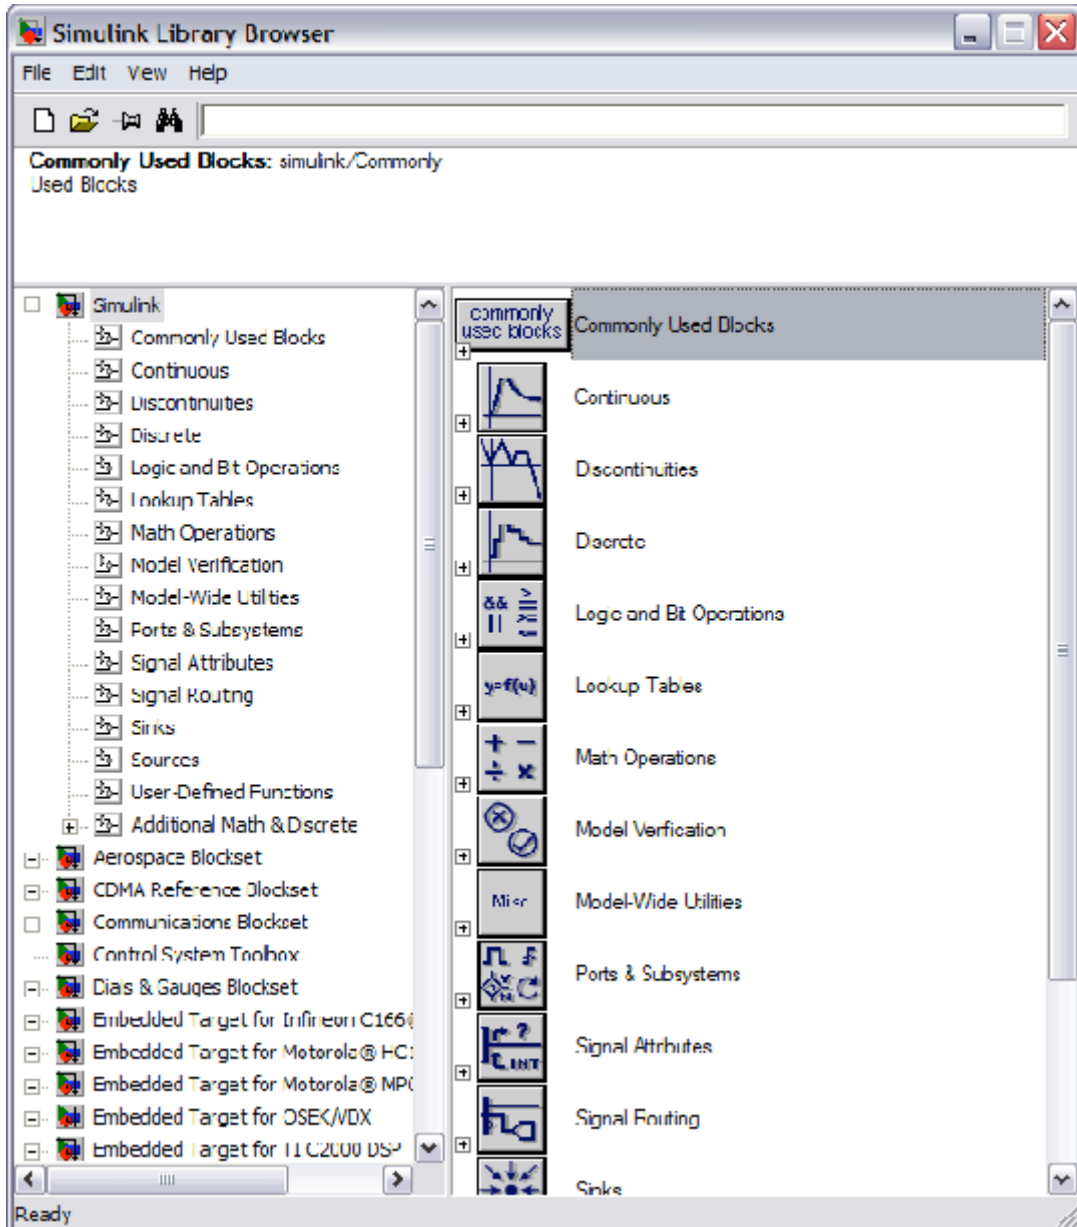 Simulink Library Browser
File Edit View Help
Commonly Used Blocks: simulink/Commonly
Used Blocks
Simulink
Commonly Used Blocks
Continuous
Discontinuities
Discrete
Logic and Bit Operations
Lookup Tables
Math Operations
Model Verification
Model-Wide Utilities
Ports & Subsystems
Signal Attributes
Signal Routing
Sinks
Sources
User-Defined Functions
Additional Math & Discrete
Aerospace Blockset
CDMA Reference Blockset
Communications Blockset
Control System Toolbox
Dials & Gauges Blockset
Embedded Target for Infineon C166®
Embedded Target for Motorola® HC1
Embedded Target for Motorola® MPC
Embedded Target for OSEK/VDX
Embedded Target for TI C2000 DSP
commonly
used blocks
Commonly Used Blocks
Continuous
Discontinuities
Discrete
&& >
|| >=
Logic and Bit Operations
y=f(u)
Lookup Tables
+ −
÷ ×
Math Operations
Model Verification
Misc
Model-Wide Utilities
Ports & Subsystems
?
INT
Signal Attributes
Signal Routing
Sinks
Ready